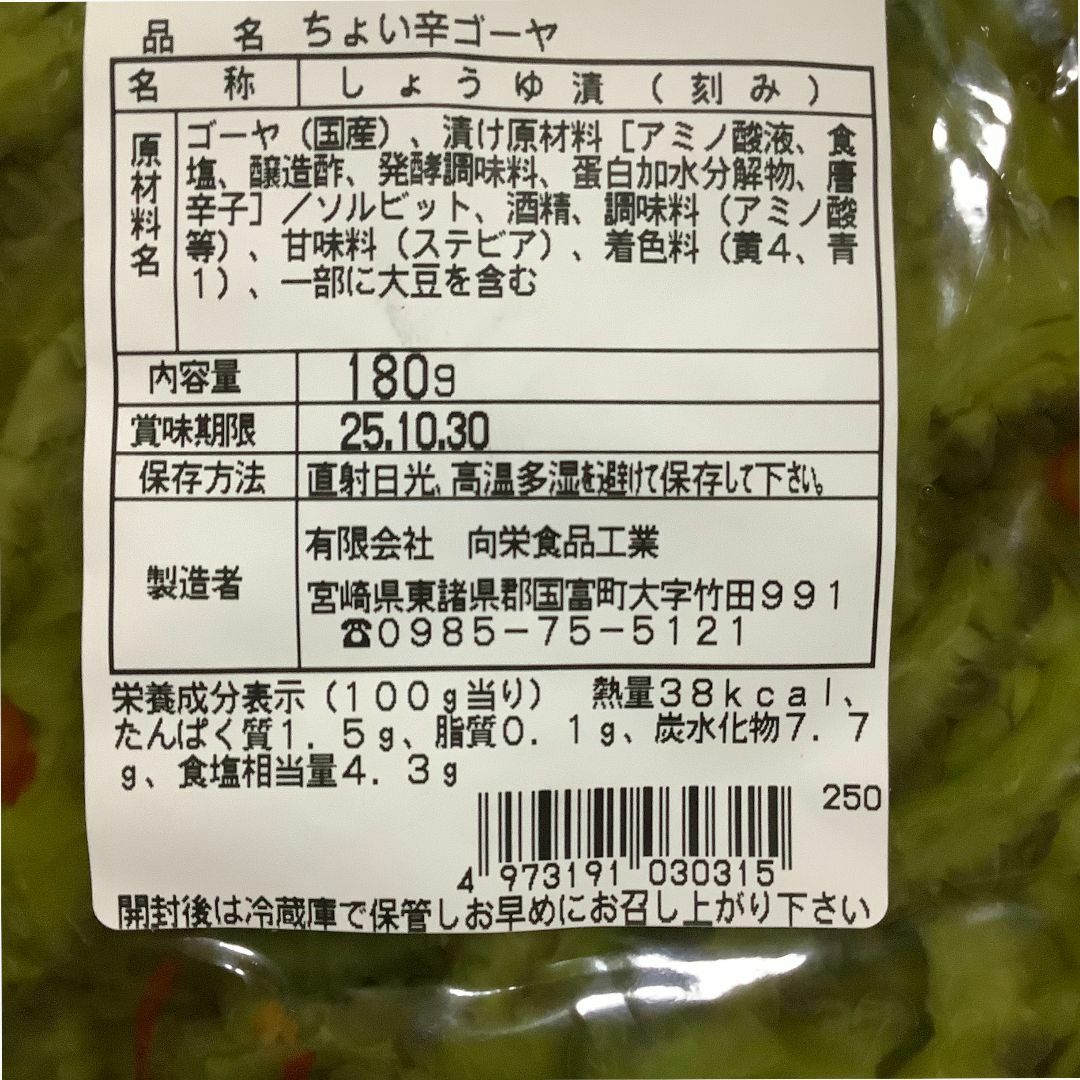 品 名 ちょい辛ゴーヤ
名 称 しょうゆ漬(刻み)
原材料名
ゴーヤ(国産)、漬け原材料[アミノ酸液、食
塩、醸造酢、発酵調味料、蛋白加水分解物、唐
辛子]/ソルビット、酒精、調味料(アミノ酸
等)、甘味料(ステビア)、着色料(黄4、青
1)、一部に大豆を含む
内容量 180g
賞味期限 25.10.30
保存方法 直射日光、高温多湿を避けて保存して下さい。
製造者
有限会社 向栄食品工業
宮崎県東諸県郡国富町大字竹田991
☎0985-75-5121
栄養成分表示(100g当り) 熱量38kcal、
たんぱく質1.5g、脂質0.1g、炭水化物7.7
g、食塩相当量4.3g
250
4 973191 030315
開封後は冷蔵庫で保管しお早めにお召し上がり下さい